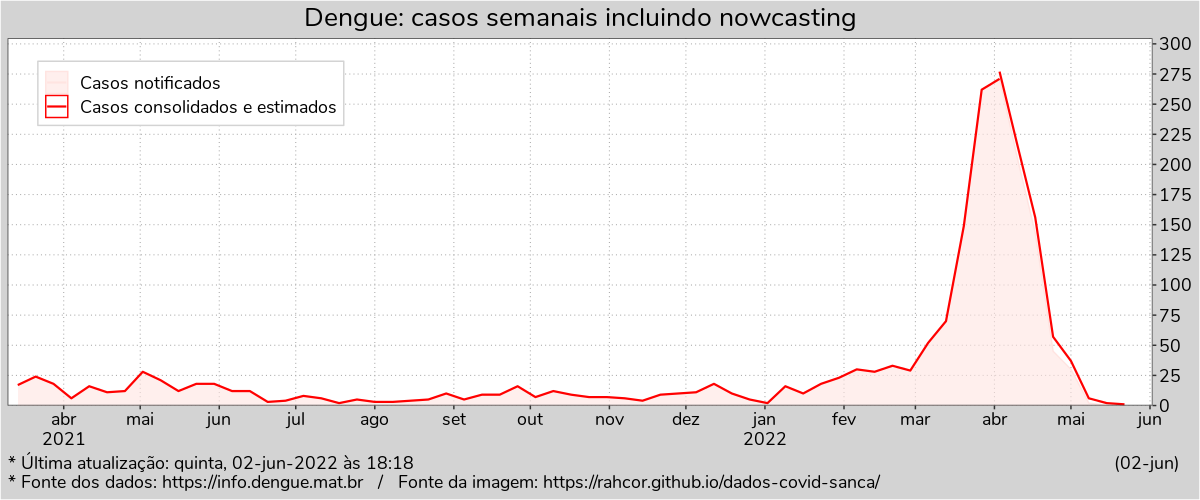 Dengue: casos semanais incluindo nowcasting
Casos notificados
Casos consolidados e estimados
300
275
250
225
200
175
150
125
100
75
50
25
0
abr mai jun jul ago set out nov dez jan fev mar abr mai jun
2021 2022
* Última atualização: quinta, 02-jun-2022 às 18:18 (02-jun)
* Fonte dos dados: https://info.dengue.mat.br / Fonte da imagem: https://rahcor.github.io/dados-covid-sanca/